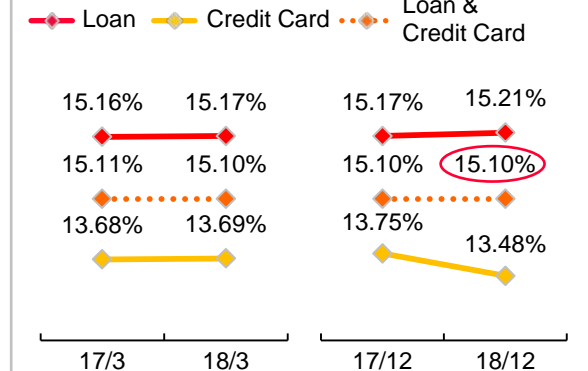 Loan Credit Card Loan &
Credit Card
15.16% 15.17% 15.17% 15.21%
15.11% 15.10% 15.10% 15.10%
13.68% 13.69% 13.75% 13.48%
17/3 18/3 17/12 18/12